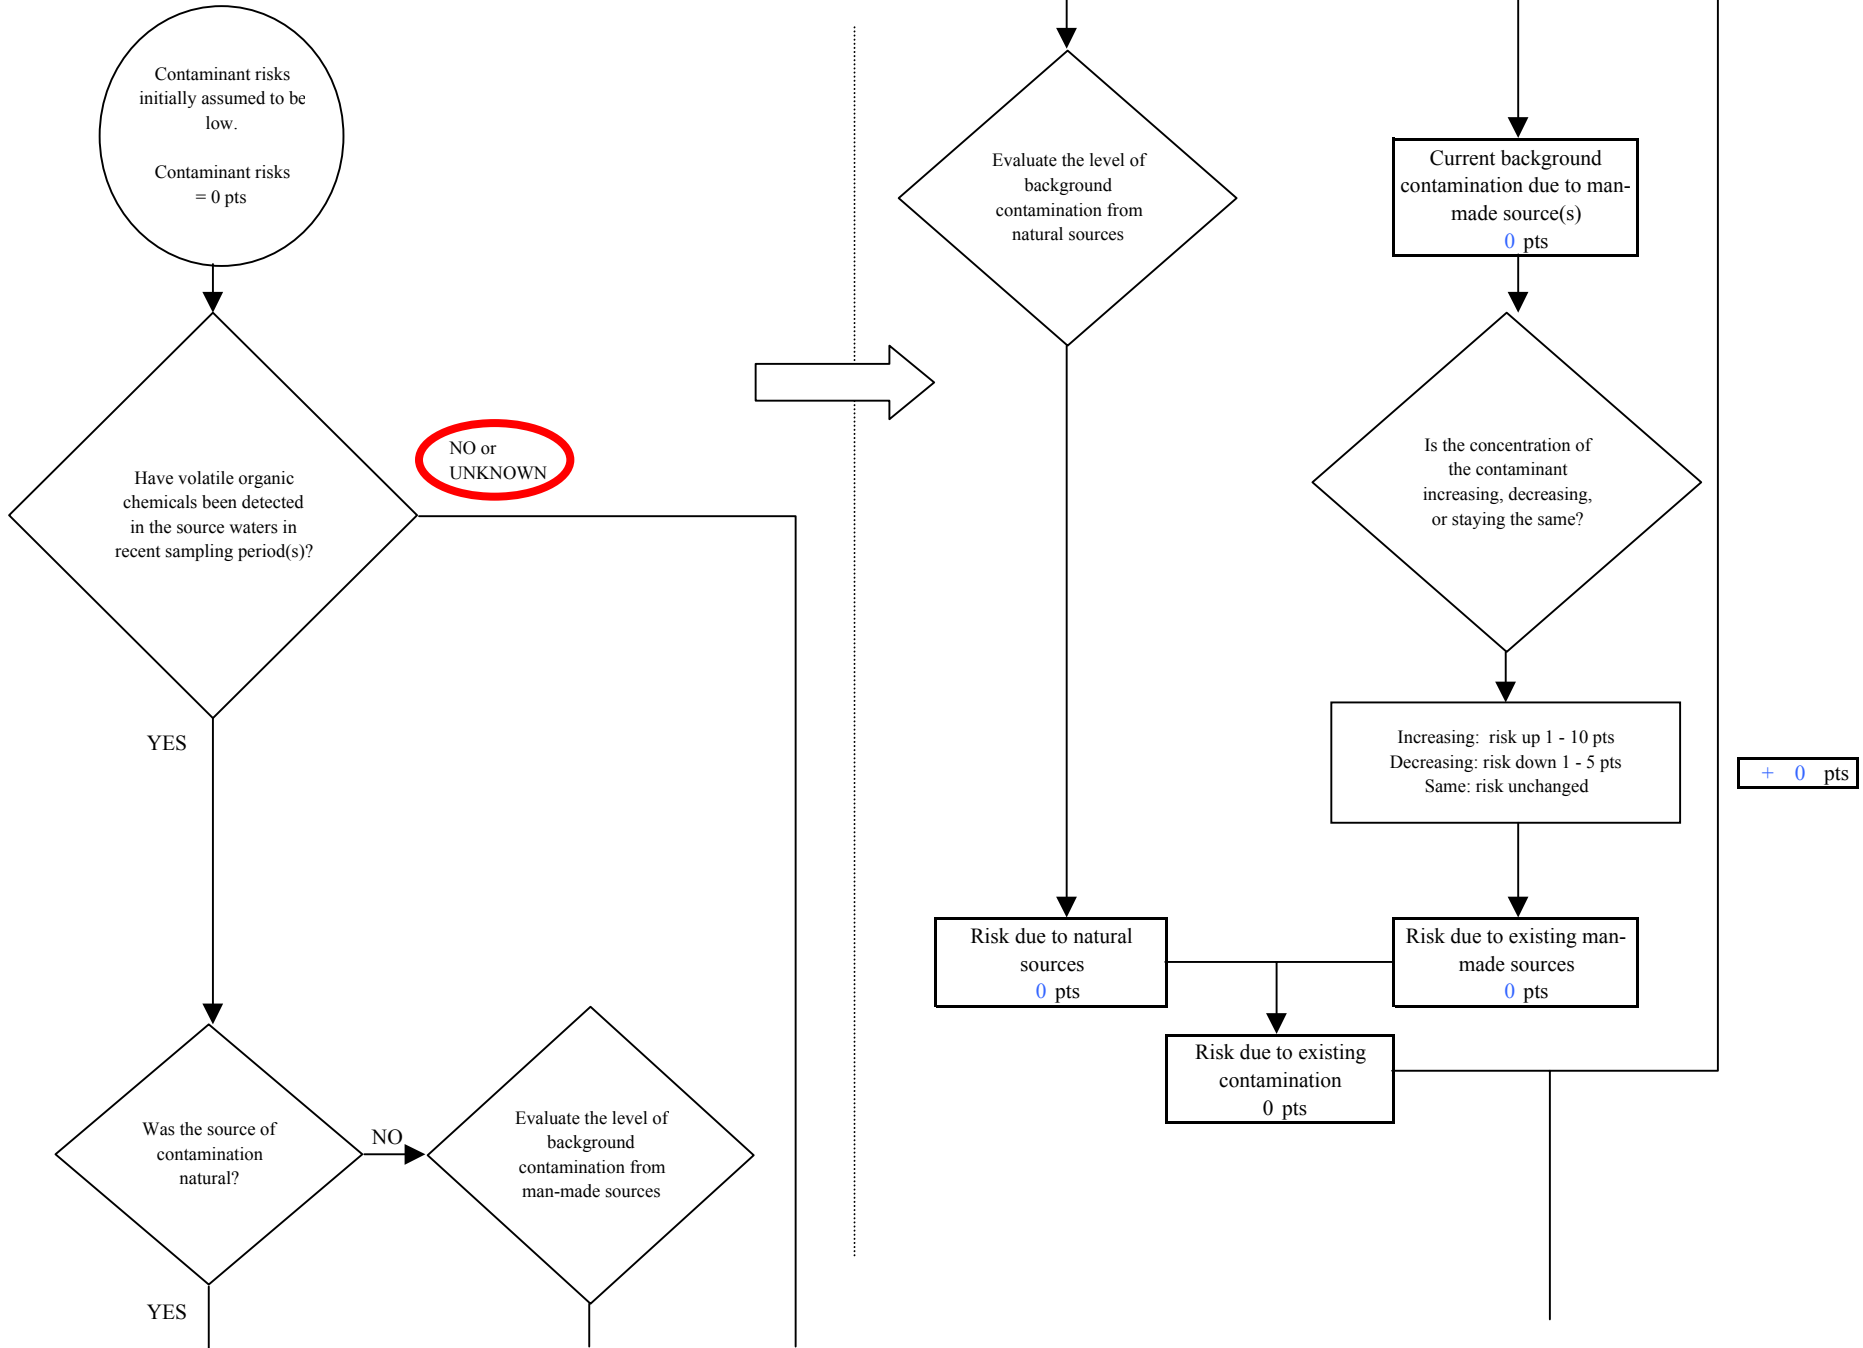 Contaminant risks
initially assumed to be
low.
Contaminant risks
= 0 pts
Have volatile organic
chemicals been detected
in the source waters in
recent sampling period(s)?
NO or
UNKNOWN
YES
Was the source of
contamination
natural?
NO
Evaluate the level of
background
contamination from
man-made sources
YES
Evaluate the level of
background
contamination from
natural sources
Current background
contamination due to man-
made source(s)
0 pts
Is the concentration of
the contaminant
increasing, decreasing,
or staying the same?
Increasing: risk up 1 - 10 pts
Decreasing: risk down 1 - 5 pts
Same: risk unchanged
+ 0 pts
Risk due to natural
sources
0 pts
Risk due to existing man-
made sources
0 pts
Risk due to existing
contamination
0 pts